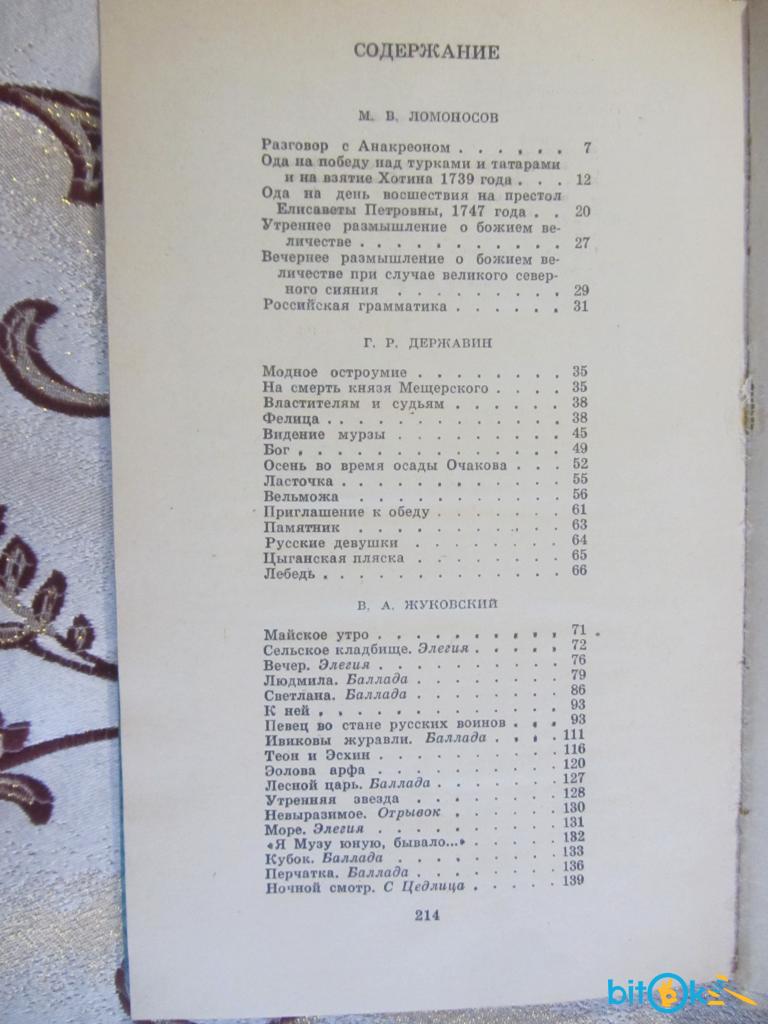 СОДЕРЖАНИЕ
М. В. ЛОМОНОСОВ
Разговор с Анакреоном . . . . . . 7
Ода на победу над турками и татарами
и на взятие Хотина 1739 года . . . 12
Ода на день восшествия на престол
Елисаветы Петровны, 1747 года . . 20
Утреннее размышление о божием ве-
личестве . . . . . . . . . . . 27
Вечернее размышление о божием ве-
личестве при случае великого север-
ного сияния . . . . . . . . . 29
Российская грамматика . . . . . . 31
Г. Р. ДЕРЖАВИН
Модное остроумие . . . . . . . . 35
На смерть князя Мещерского . . . . 35
Властителям и судьям . . . . . . 38
Фелица . . . . . . . . . . . . . 38
Видение мурзы . . . . . . . . . 45
Бог . . . . . . . . . . . . . . 49
Осень во время осады Очакова . . . 52
Ласточка . . . . . . . . . . . . 55
Вельможа . . . . . . . . . . . . 56
Приглашение к обеду . . . . . . . 61
Памятник . . . . . . . . . . . . 63
Русские девушки . . . . . . . . 64
Цыганская пляска . . . . . . . . 65
Лебедь . . . . . . . . . . . . . 66
В. А. ЖУКОВСКИЙ
Майское утро . . . . . . . . . . 71
Сельское кладбище. Элегия . . . . . 72
Вечер. Элегия . . . . . . . . . . 76
Людмила. Баллада . . . . . . . . 79
Светлана. Баллада . . . . . . . . 86
К ней . . . . . . . . . . . . . 93
Певец во стане русских воинов . . . 93
Ивиковы журавли. Баллада . . . . 111
Теон и Эсхин . . . . . . . . . . 116
Эолова арфа . . . . . . . . . . 120
Лесной царь. Баллада . . . . . . . 127
Утренняя звезда . . . . . . . . 128
Невыразимое. Отрывок . . . . . . 130
Море. Элегия . . . . . . . . . . 131
«Я Музу юную, бывало...» . . . . . 132
Кубок. Баллада . . . . . . . . . 133
Перчатка. Баллада . . . . . . . . 136
Ночной смотр. С Цедлица . . . . . 139
214
bitok